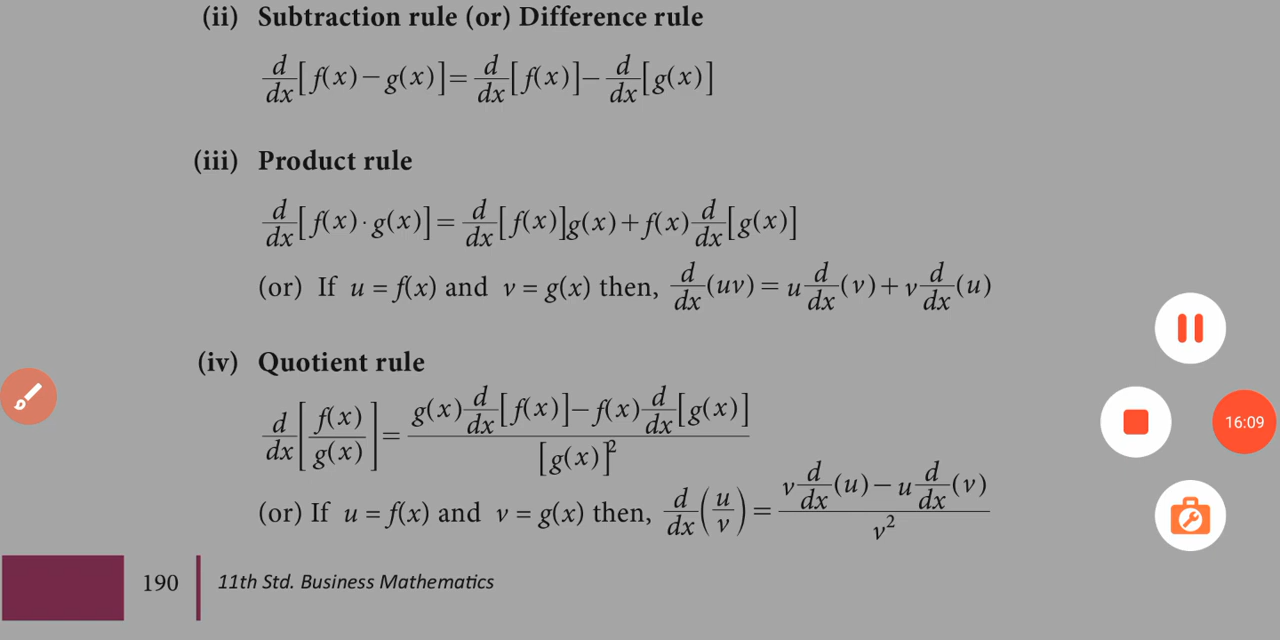 (ii) Subtraction rule (or) Difference rule
d/dx[f(x) − g(x)] = d/dx[f(x)] − d/dx[g(x)]
(iii) Product rule
d/dx[f(x) · g(x)] = d/dx[f(x)]g(x) + f(x) d/dx[g(x)]
(or) If u = f(x) and v = g(x) then, d/dx(uv) = u d/dx(v) + v d/dx(u)
(iv) Quotient rule
d/dx[f(x)/g(x)] = (g(x) d/dx[f(x)] − f(x) d/dx[g(x)])/[g(x)]²
(or) If u = f(x) and v = g(x) then, d/dx(u/v) = (v d/dx(u) − u d/dx(v))/v²
190 11th Std. Business Mathematics
16:09